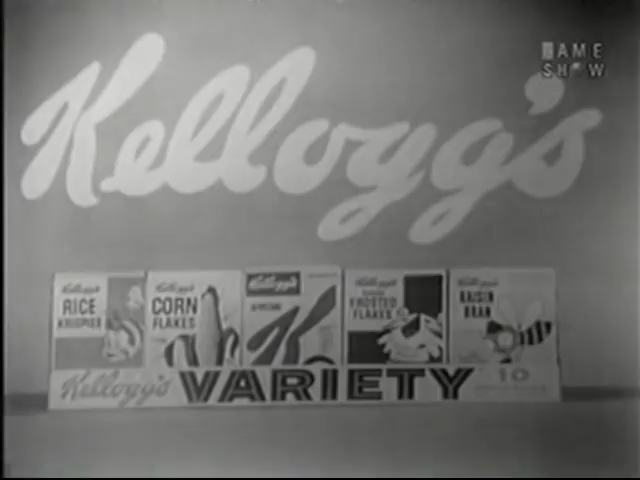 Kellogg's
GAME
SHOW
Kellogg's
RICE
KRISPIES
Kellogg's
CORN
FLAKES
Kellogg's
SPECIAL
K
Kellogg's
FROSTED
FLAKES
Kellogg's
RAISIN
BRAN
Kellogg's VARIETY 10